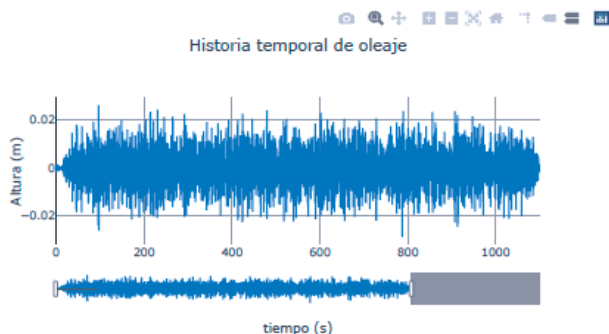 Historia temporal de oleaje
0.02
0
−0.02
Altura (m)
0 200 400 600 800 1000
tiempo (s)